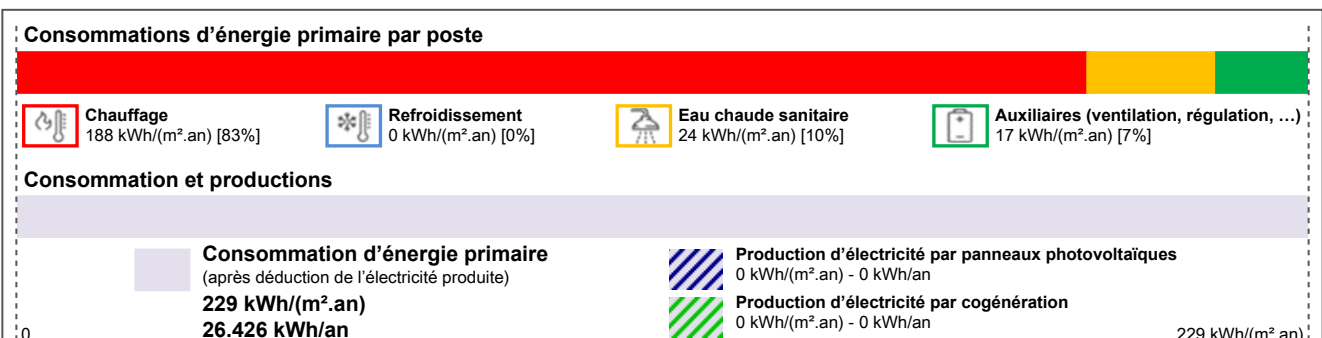 Consommations d’énergie primaire par poste
Chauffage
188 kWh/(m².an) [83%]
Refroidissement
0 kWh/(m².an) [0%]
Eau chaude sanitaire
24 kWh/(m².an) [10%]
Auxiliaires (ventilation, régulation, …)
17 kWh/(m².an) [7%]
Consommation et productions
Consommation d’énergie primaire
(après déduction de l’électricité produite)
229 kWh/(m².an)
26.426 kWh/an
Production d’électricité par panneaux photovoltaïques
0 kWh/(m².an) - 0 kWh/an
Production d’électricité par cogénération
0 kWh/(m².an) - 0 kWh/an
0
229 kWh/(m².an)